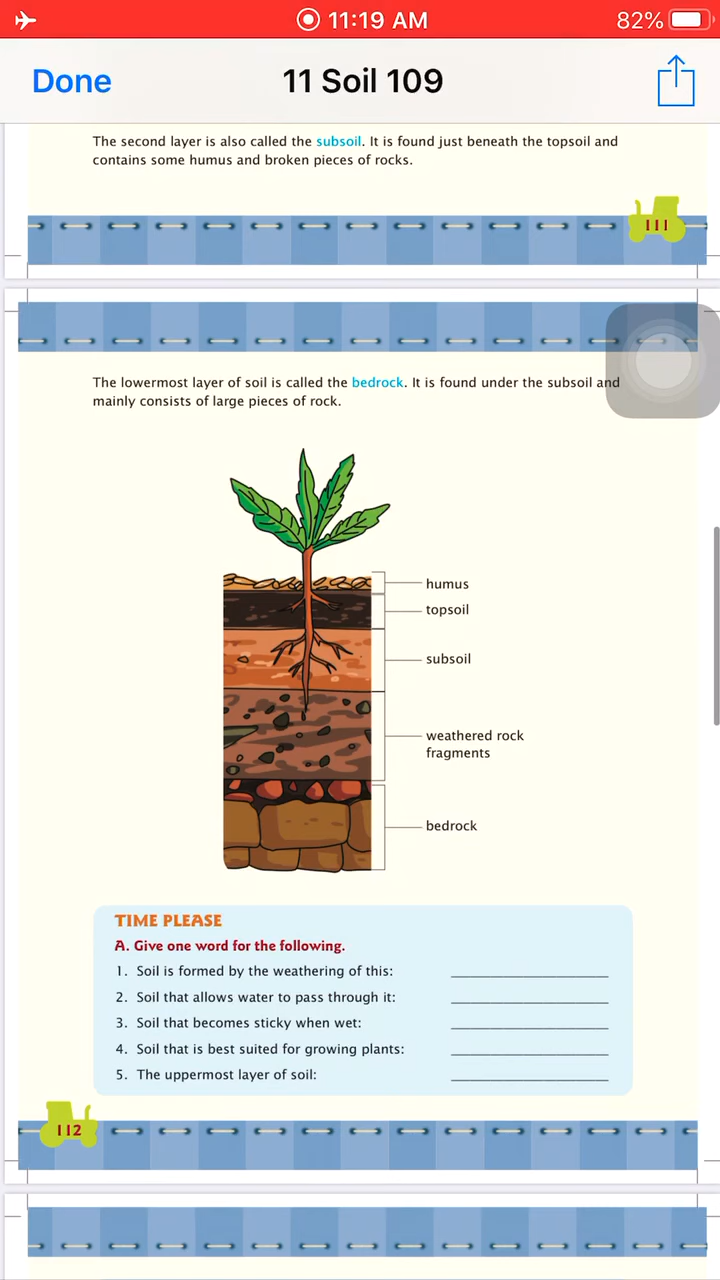 11:19 AM
82%
Done
11 Soil 109
The second layer is also called the subsoil. It is found just beneath the topsoil and
contains some humus and broken pieces of rocks.
111
The lowermost layer of soil is called the bedrock. It is found under the subsoil and
mainly consists of large pieces of rock.
humus
topsoil
subsoil
weathered rock
fragments
bedrock
TIME PLEASE
A. Give one word for the following.
1. Soil is formed by the weathering of this:
2. Soil that allows water to pass through it:
3. Soil that becomes sticky when wet:
4. Soil that is best suited for growing plants:
5. The uppermost layer of soil:
112